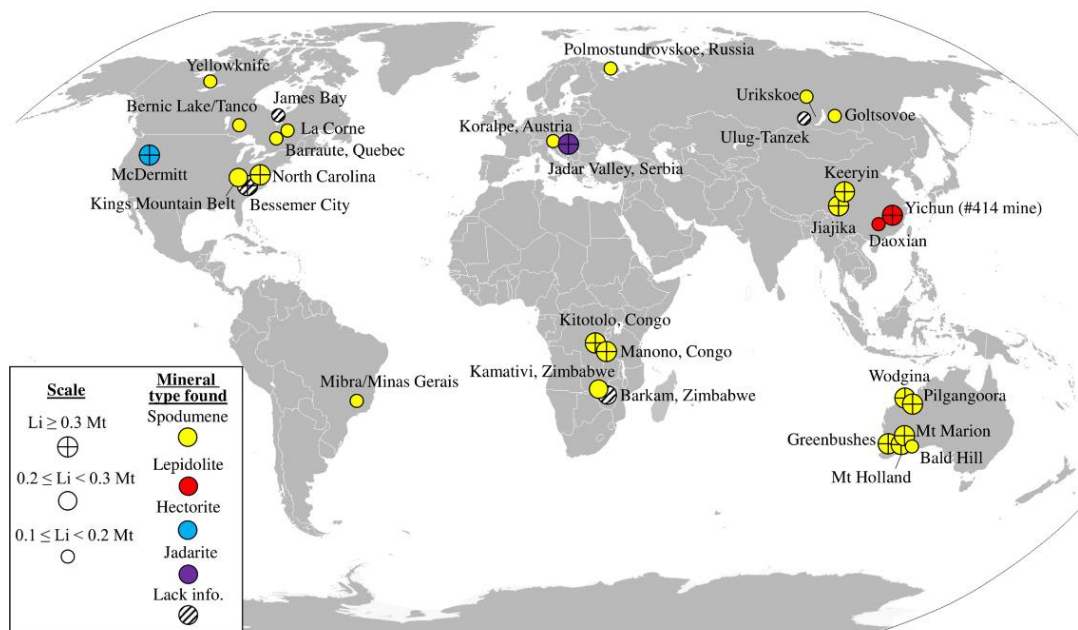 Polmostundrovskoe, Russia
Yellowknife
James Bay
Bernic Lake/Tanco
La Corne
Barraute, Quebec
McDermitt
North Carolina
Kings Mountain Belt
Bessemer City
Koralpe, Austria
Jadar Valley, Serbia
Urikskoe
Goltsovoe
Ulug-Tanzek
Keeryin
Jiajika
Yichun (#414 mine)
Daoxian
Kitotolo, Congo
Manono, Congo
Kamativi, Zimbabwe
Barkam, Zimbabwe
Mibra/Minas Gerais
Wodgina
Pilgangoora
Greenbushes
Mt Marion
Bald Hill
Mt Holland
Scale
Li ≥ 0.3 Mt
0.2 ≤ Li < 0.3 Mt
0.1 ≤ Li < 0.2 Mt
Mineral
type found
Spodumene
Lepidolite
Hectorite
Jadarite
Lack info.